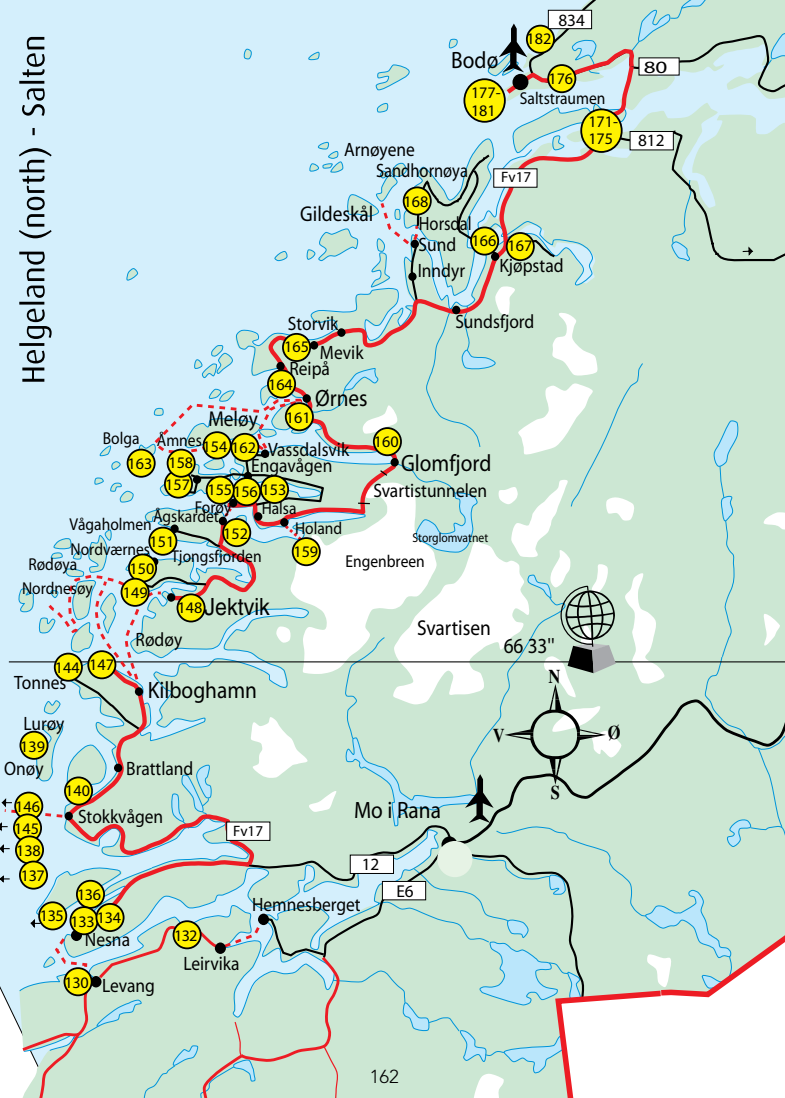 Helgeland (north) - Salten
834
182
Bodø
80
176
177-
181
Saltstraumen
171-
175
812
Arnøyene
Sandhornøya
Fv17
168
Gildeskål
Horsdal
166
167
Sund
Kjøpstad
Inndyr
Sundsfjord
Storvik
165
Mevik
Reipå
164
Ørnes
161
Meløy
160
Bolga
Åmnes
154
162
Vassdalsvik
163
158
Engavågen
Glomfjord
157
155
156
153
Svartistunnelen
Forøy
Halsa
Ågskardet
Vågaholmen
152
Holand
Storglomvatnet
151
Nordværnes
Tjongsfjorden
159
Engenbreen
Rødøya
150
Nordnesøy
149
148
Jektvik
Svartisen
Rødøy
66 33"
144
147
Tonnes
Kilboghamn
N
Lurøy
139
V
Ø
Onøy
Brattland
S
140
146
Stokkvågen
Mo i Rana
145
Fv17
138
12
137
E6
136
Hemnesberget
135
133
134
132
Nesna
Leirvika
130
Levang
162